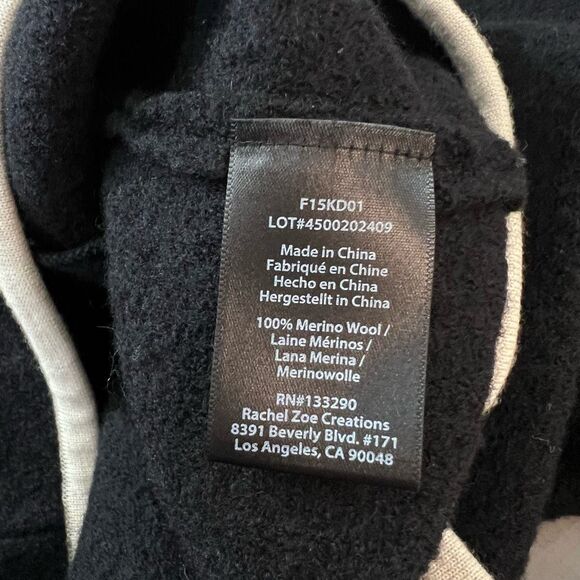 F15KD01
LOT#4500202409
Made in China
Fabriqué en Chine
Hecho en China
Hergestellt in China
100% Merino Wool /
Laine Mérinos /
Lana Merina /
Merinowolle
RN#133290
Rachel Zoe Creations
8391 Beverly Blvd. #171
Los Angeles, CA 90048